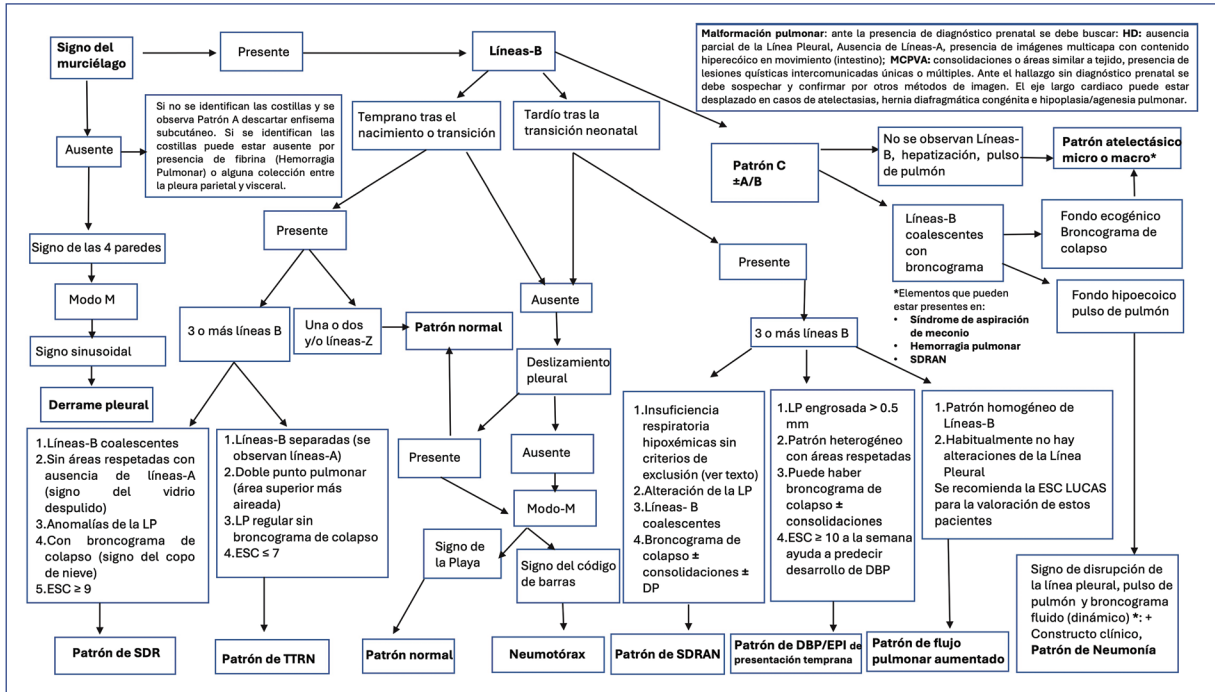 Signo del
murciélago
Presente
Líneas-B
Malformación pulmonar: ante la presencia de diagnóstico prenatal se debe buscar: HD: ausencia
parcial de la Línea Pleural, Ausencia de Líneas-A, presencia de imágenes multicapa con contenido
hiperecóico en movimiento (intestino); MCPVA: consolidaciones o áreas similar a tejido, presencia de
lesiones quísticas intercomunicadas únicas o múltiples. Ante el hallazgo sin diagnóstico prenatal se
debe sospechar y confirmar por otros métodos de imagen. El eje largo cardiaco puede estar
desplazado en casos de atelectasias, hernia diafragmática congénita e hipoplasia/agenesia pulmonar.
Ausente
Si no se identifican las costillas y se
observa Patrón A descartar enfisema
subcutáneo. Si se identifican las
costillas puede estar ausente por
presencia de fibrina (Hemorragia
Pulmonar) o alguna colección entre
la pleura parietal y visceral.
Temprano tras el
nacimiento o transición
Tardío tras la
transición neonatal
Patrón C
±A/B
No se observan Líneas-
B, hepatización, pulso
de pulmón
Patrón atelectásico
micro o macro*
Líneas-B
coalescentes
con
broncograma
Fondo ecogénico
Broncograma de
colapso
Fondo hipoecoico
pulso de pulmón
*Elementos que pueden
estar presentes en:
• Síndrome de aspiración
de meconio
• Hemorragia pulmonar
• SDRAN
Signo de las 4 paredes
Modo M
Signo sinusoidal
Derrame pleural
Presente
3 o más líneas B
Una o dos
y/o líneas-Z
Patrón normal
Ausente
Deslizamiento
pleural
Presente
Ausente
Modo-M
Signo de
la Playa
Signo del código
de barras
Presente
3 o más líneas B
1.Líneas-B coalescentes
2.Sin áreas respetadas con
ausencia de líneas-A
(signo del vidrio
despulido)
3.Anomalías de la LP
4.Con broncograma de
colapso (signo del copo
de nieve)
5.ESC ≥ 9
1.Líneas-B separadas (se
observan líneas-A)
2.Doble punto pulmonar
(área superior más
aireada)
3.LP regular sin
broncograma de colapso
4.ESC ≤ 7
1.Insuficiencia
respiratoria
hipoxémicas sin
criterios de
exclusión (ver texto)
2.Alteración de la LP
3.Líneas- B
coalescentes
4.Broncograma de
colapso ±
consolidaciones ±
DP
1.LP engrosada > 0.5
mm
2.Patrón heterogéneo
con áreas respetadas
3.Puede haber
broncograma de
colapso ±
consolidaciones
4.ESC ≥ 10 a la semana
ayuda a predecir
desarrollo de DBP
1.Patrón homogéneo de
Líneas-B
2.Habitualmente no hay
alteraciones de la Línea
Pleural
Se recomienda la ESC LUCAS
para la valoración de estos
pacientes
Signo de disrupción de
la línea pleural, pulso de
pulmón y broncograma
fluido (dinámico) *: +
Constructo clínico,
Patrón de Neumonía
Patrón de SDR
Patrón de TTRN
Patrón normal
Neumotórax
Patrón de SDRAN
Patrón de DBP/EPI de
presentación temprana
Patrón de flujo
pulmonar aumentado